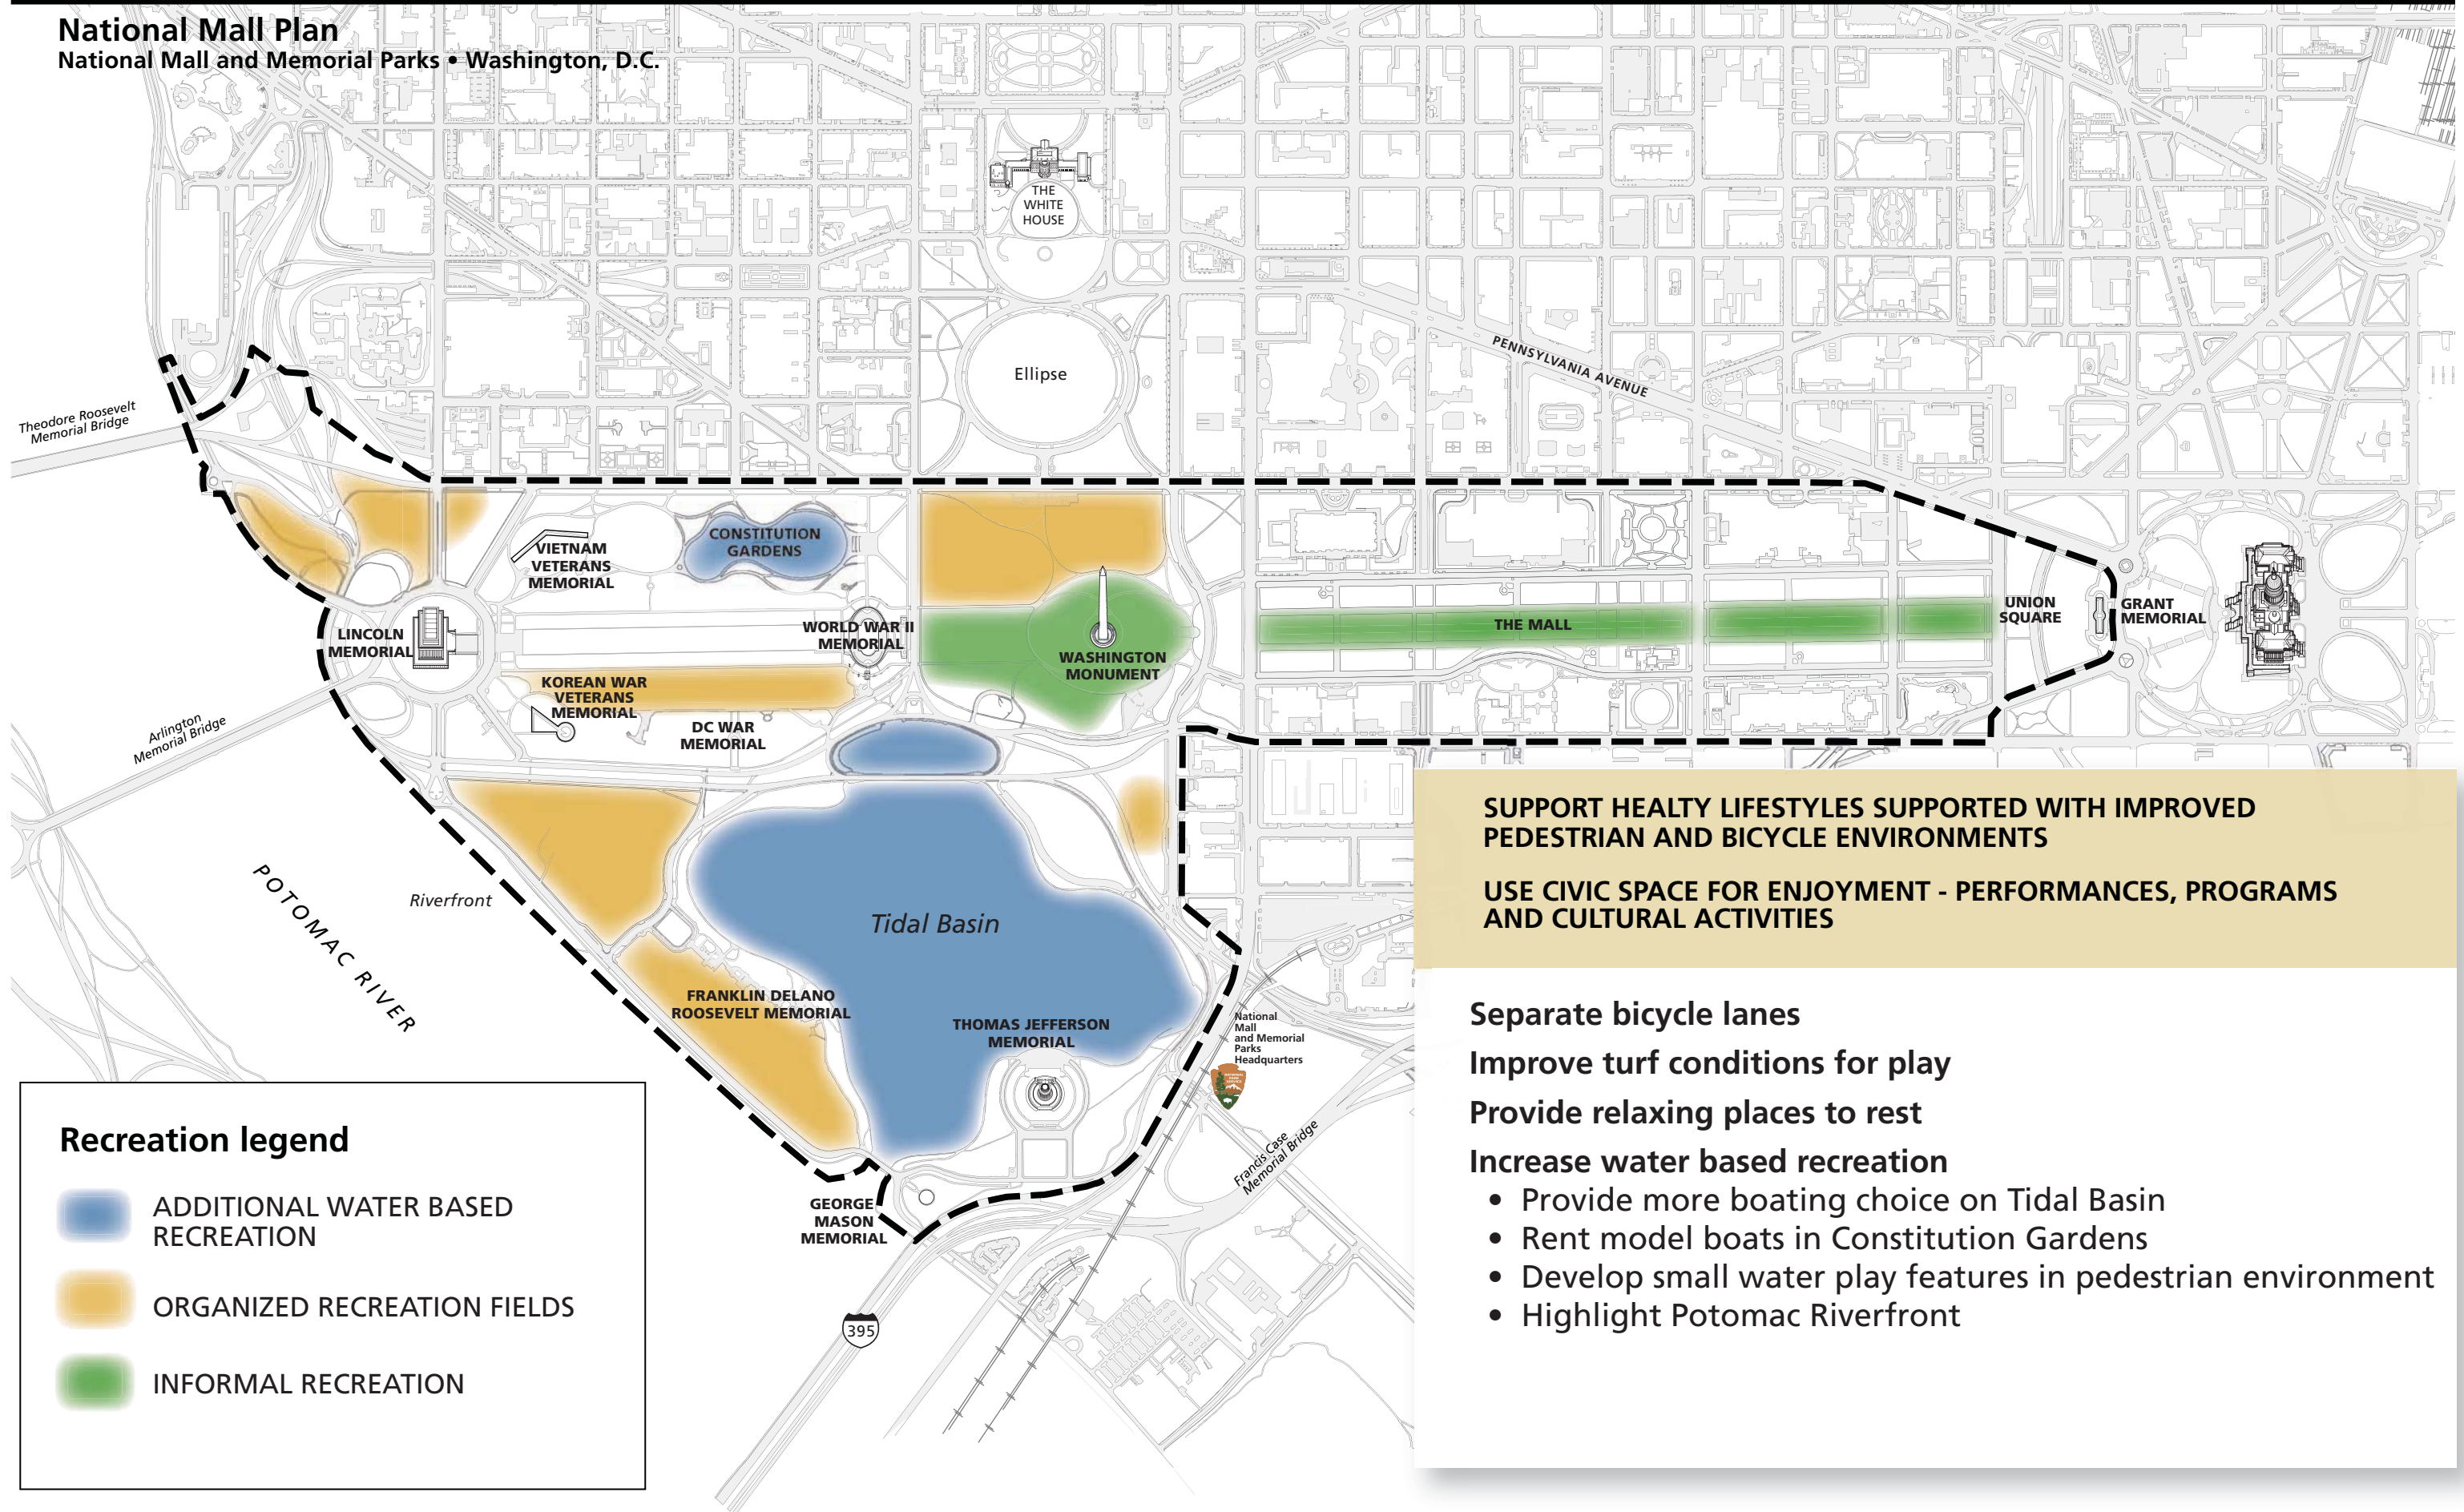 National Mall Plan
National Mall and Memorial Parks • Washington, D.C.
THE
WHITE
HOUSE
Ellipse
PENNSYLVANIA AVENUE
Theodore Roosevelt
Memorial Bridge
VIETNAM
VETERANS
MEMORIAL
CONSTITUTION
GARDENS
LINCOLN
MEMORIAL
WORLD WAR II
MEMORIAL
WASHINGTON
MONUMENT
THE MALL
UNION
SQUARE
GRANT
MEMORIAL
KOREAN WAR
VETERANS
MEMORIAL
DC WAR
MEMORIAL
Arlington
Memorial Bridge
POTOMAC RIVER
Riverfront
Tidal Basin
FRANKLIN DELANO
ROOSEVELT MEMORIAL
THOMAS JEFFERSON
MEMORIAL
National
Mall
and Memorial
Parks
Headquarters
Francis Case
Memorial Bridge
GEORGE
MASON
MEMORIAL
395
SUPPORT HEALTY LIFESTYLES SUPPORTED WITH IMPROVED
PEDESTRIAN AND BICYCLE ENVIRONMENTS
USE CIVIC SPACE FOR ENJOYMENT - PERFORMANCES, PROGRAMS
AND CULTURAL ACTIVITIES
Separate bicycle lanes
Improve turf conditions for play
Provide relaxing places to rest
Increase water based recreation
• Provide more boating choice on Tidal Basin
• Rent model boats in Constitution Gardens
• Develop small water play features in pedestrian environment
• Highlight Potomac Riverfront
Recreation legend
ADDITIONAL WATER BASED
RECREATION
ORGANIZED RECREATION FIELDS
INFORMAL RECREATION